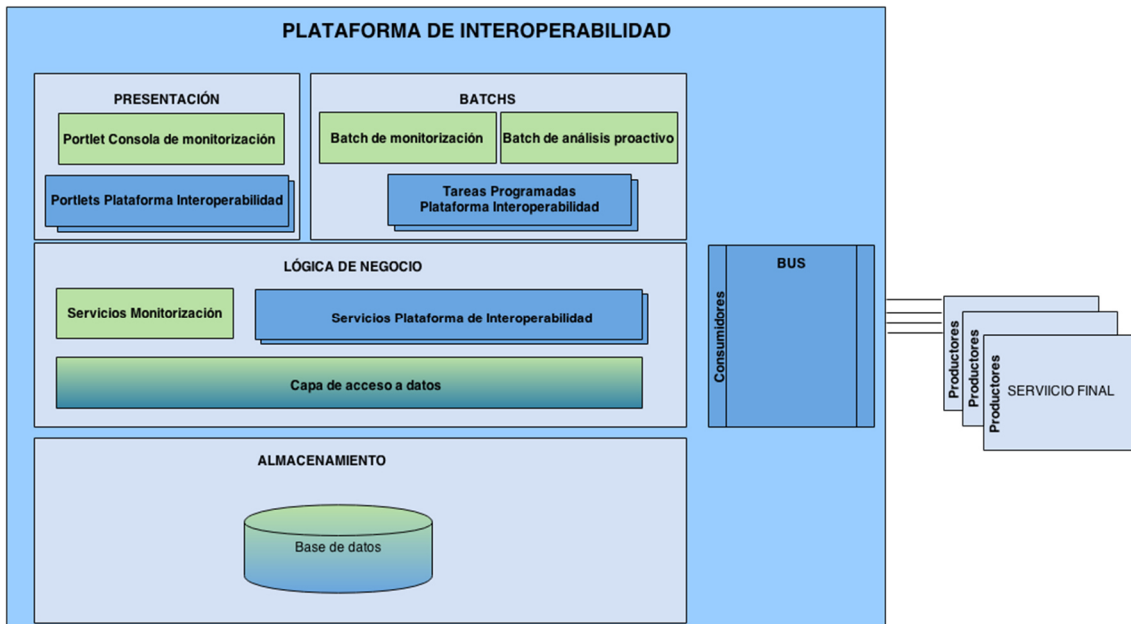 PLATAFORMA DE INTEROPERABILIDAD
PRESENTACIÓN
Portlet Consola de monitorización
Portlets Plataforma Interoperabilidad
BATCHS
Batch de monitorización
Batch de análisis proactivo
Tareas Programadas
Plataforma Interoperabilidad
LÓGICA DE NEGOCIO
Servicios Monitorización
Servicios Plataforma de Interoperabilidad
Capa de acceso a datos
ALMACENAMIENTO
Base de datos
Consumidores
BUS
Productores
Productores
Productores
SERVIICIO FINAL